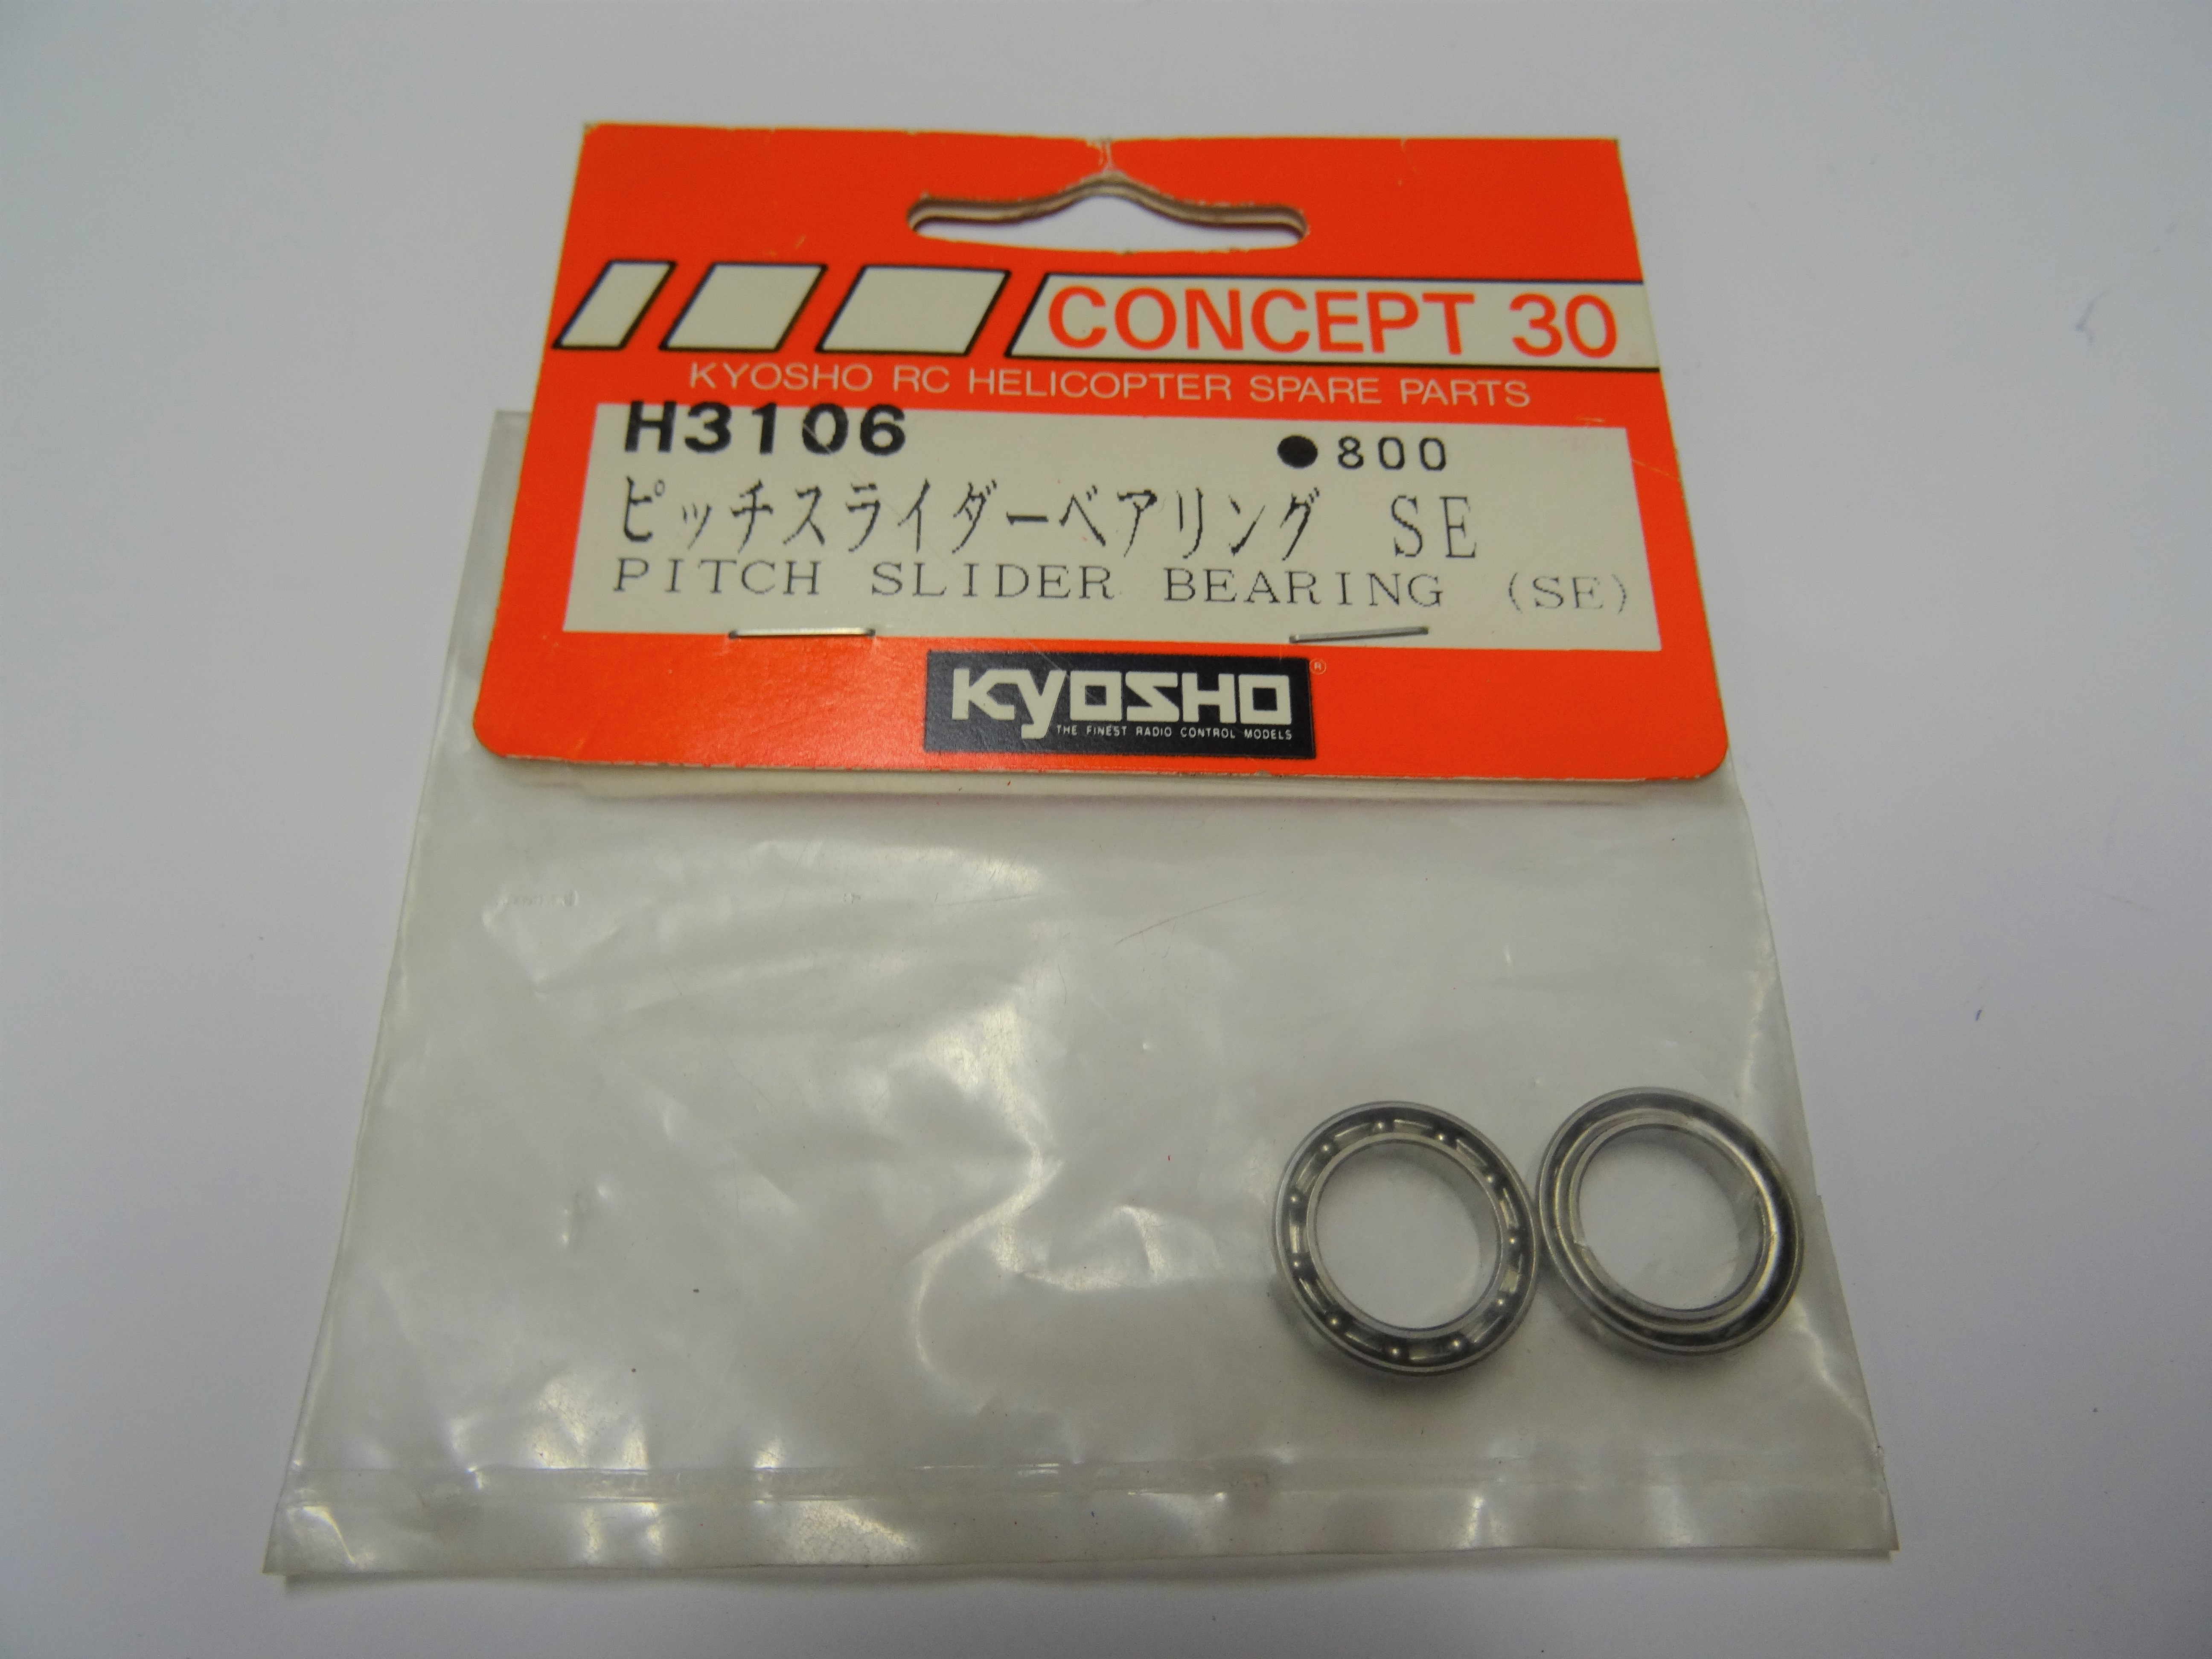 CONCEPT 30
KYOSHO RC HELICOPTER SPARE PARTS
H3106 ●800
ピッチスライダーベアリング SE
PITCH SLIDER BEARING (SE)
KYOSHO®
THE FINEST RADIO CONTROL MODELS